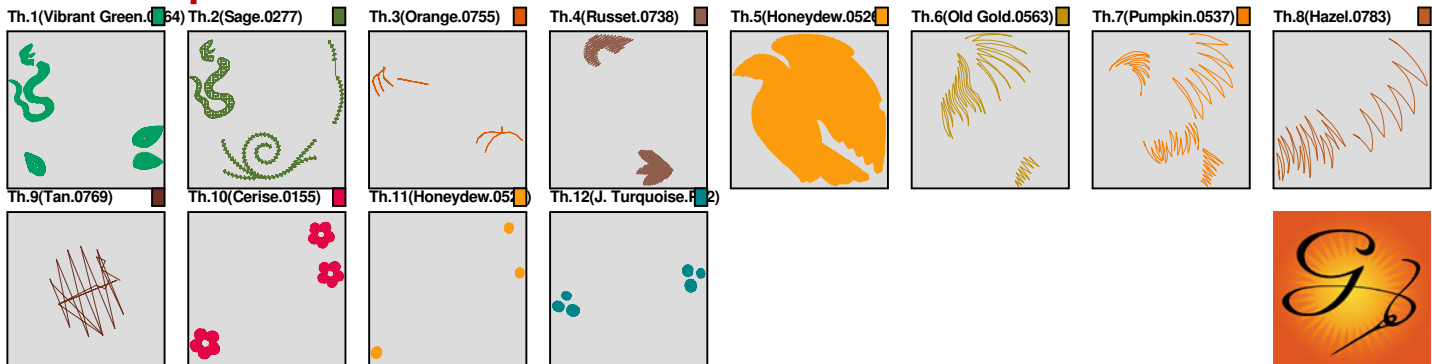 Th.1(Vibrant Green. Th.2(Sage.0277) Th.3(Orange.0755) Th.4(Russet.0738) Th.5(Honeydew. Th.6(Old Gold.0563) Th.7(Pumpkin.0537) Th.8(Hazel.0783)
Th.9(Tan.0769) Th.10(Cerise.0155) Th.11(Honeydew. Th.12(J. Turquoise.
G